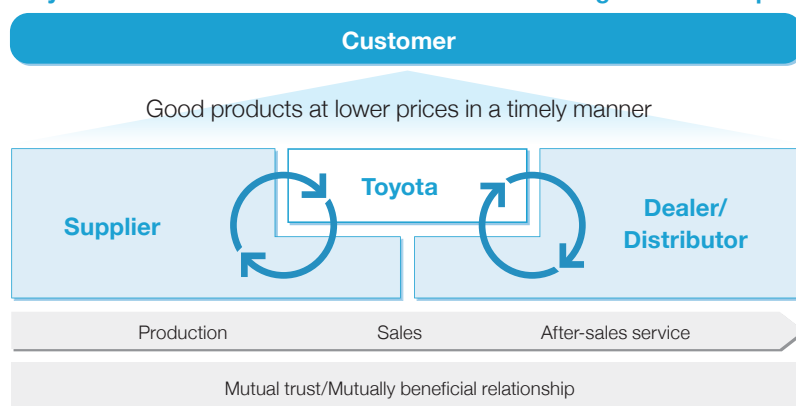 Customer
Good products at lower prices in a timely manner
Supplier
Toyota
Dealer/
Distributor
Production Sales After-sales service
Mutual trust/Mutually beneficial relationship